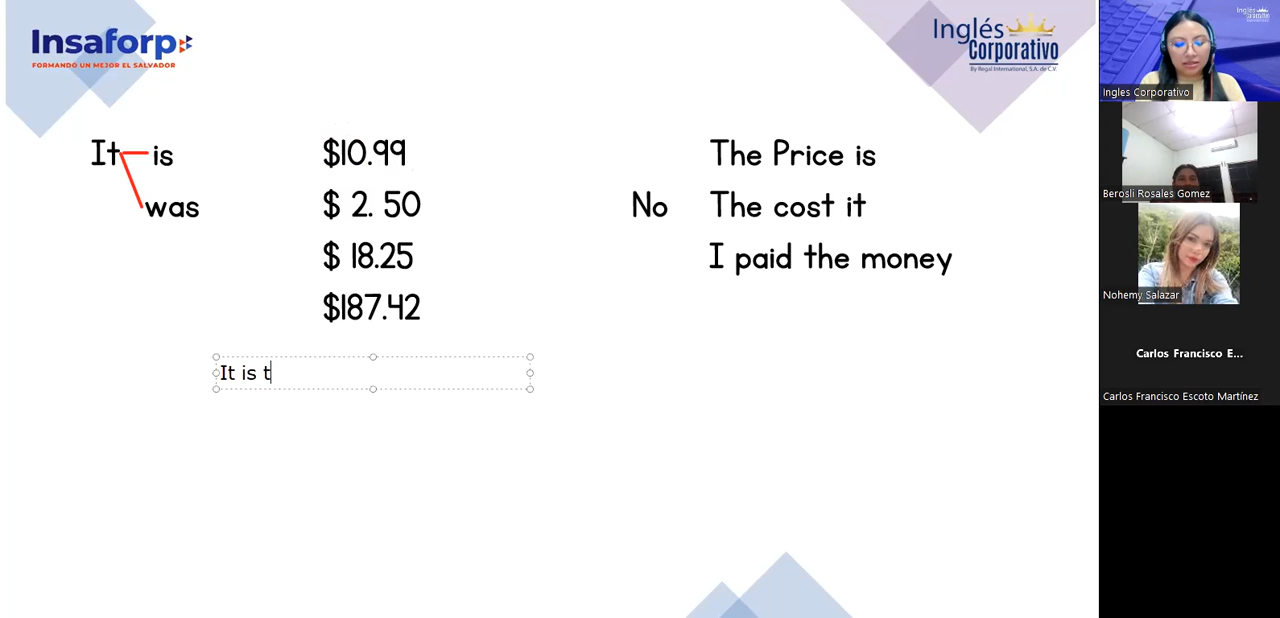 Insaforp
FORMANDO UN MEJOR EL SALVADOR
Inglés
Corporativo
By Regal International, S.A. de C.V.
It is
was
$10.99
$ 2. 50
$ 18.25
$187.42
No
The Price is
The cost it
I paid the money
It is t
Ingles Corporativo
Berosli Rosales Gomez
Nohemy Salazar
Carlos Francisco E...
Carlos Francisco Escoto Martínez